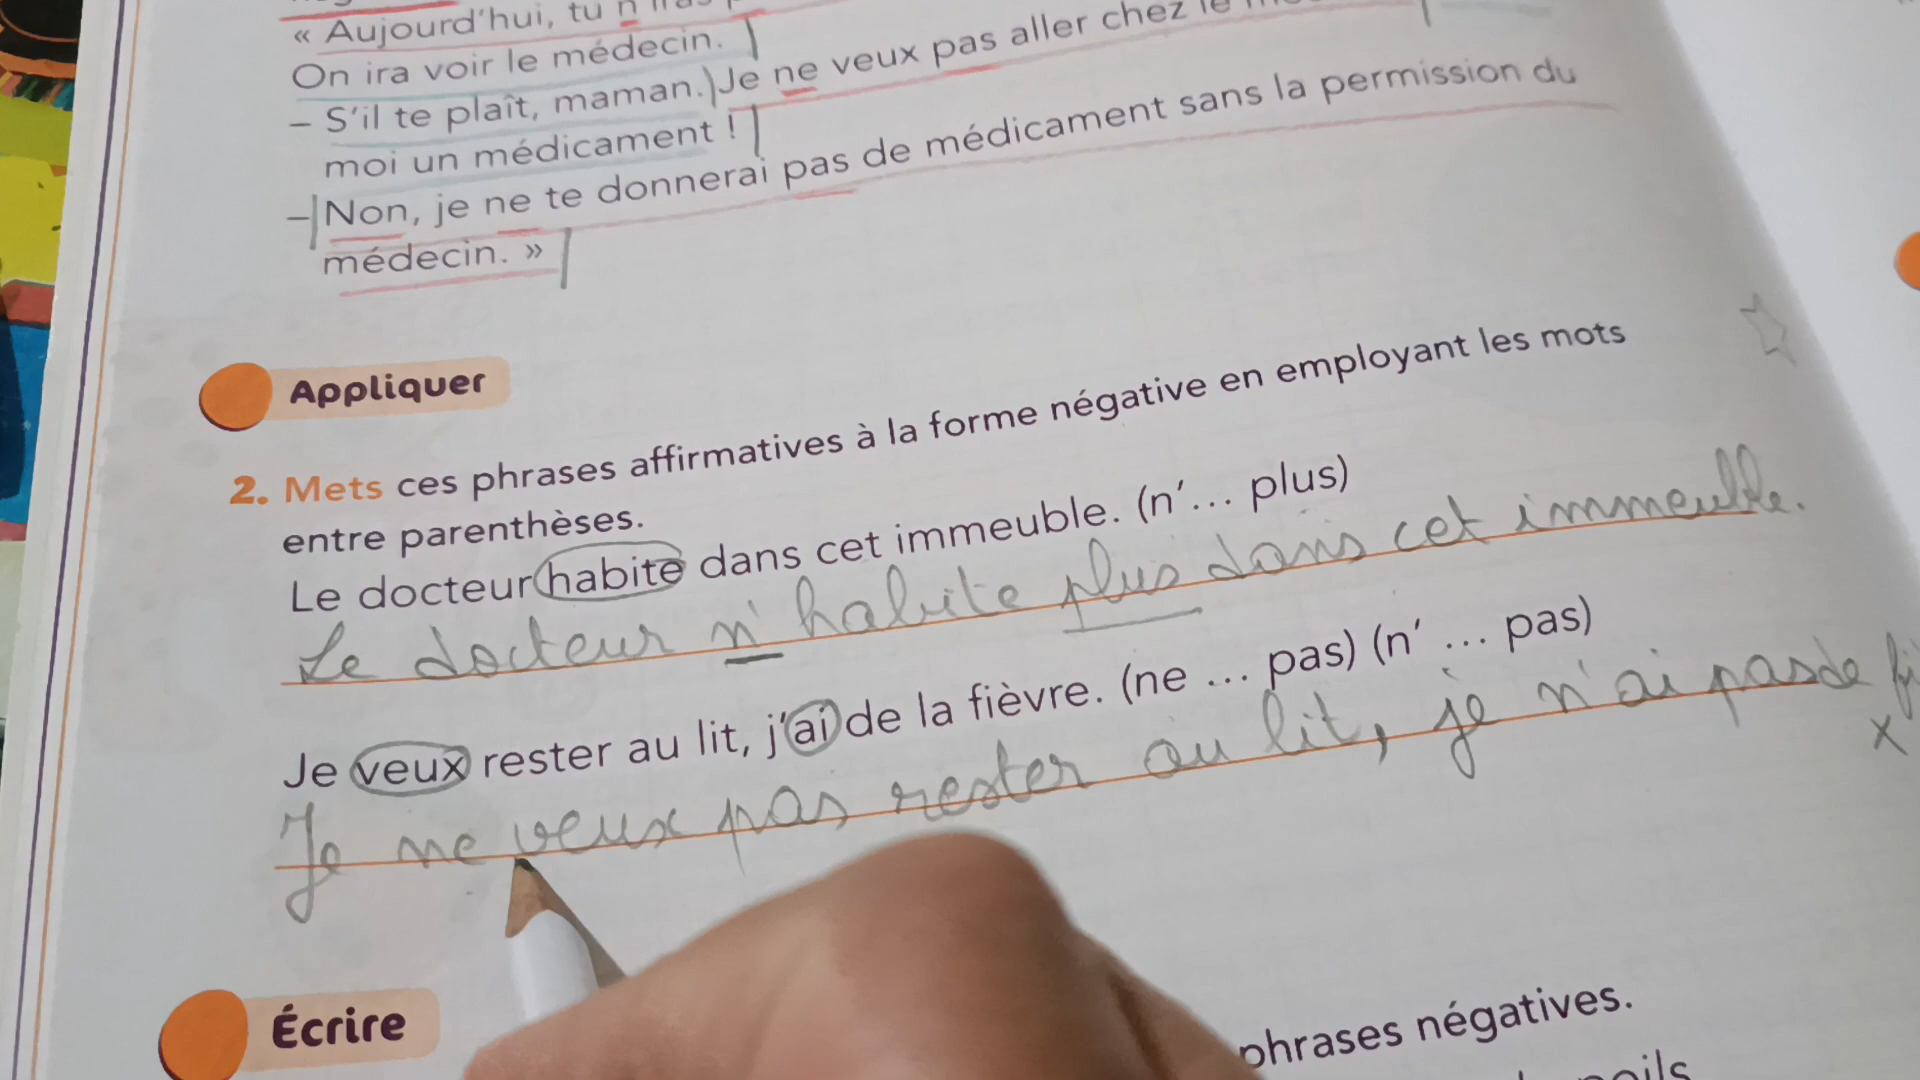 « Aujourd'hui, tu n'iras
On ira voir le médecin.
– S'il te plaît, maman. Je ne veux pas aller chez le
moi un médicament !
– Non, je ne te donnerai pas de médicament sans la permission du
médecin. »
Appliquer
2. Mets ces phrases affirmatives à la forme négative en employant les mots
entre parenthèses.
Le docteur habite dans cet immeuble. (n'... plus)
Le docteur n'habite plus dans cet immeuble.
Je veux rester au lit, j'ai de la fièvre. (ne ... pas) (n' ... pas)
Je ne veux pas rester au lit, je n'ai pas de
x
Écrire
phrases négatives.